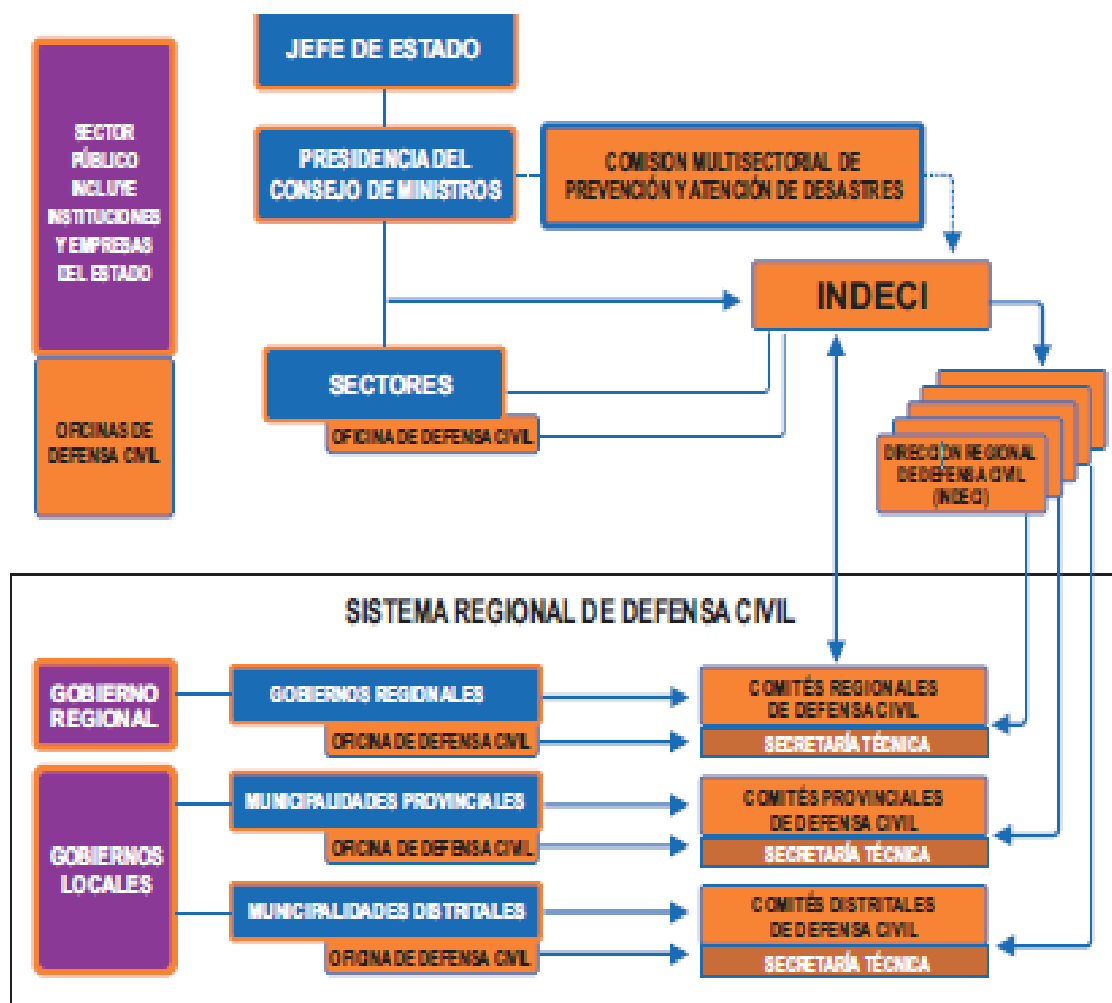 JEFE DE ESTADO
SECTOR
PÚBLICO
INCLUYE
INSTITUCIONES
Y EMPRESAS
DEL ESTADO
PRESIDENCIA DEL
CONSEJO DE MINISTROS
COMISION MULTISECTORIAL DE
PREVENCIÓN Y ATENCIÓN DE DESASTRES
INDECI
SECTORES
OFICINA DE DEFENSA CIVIL
OFICINAS DE
DEFENSA CIVIL
DIRECCION REGIONAL
DE DEFENSA CIVIL
(INDECI)
SISTEMA REGIONAL DE DEFENSA CIVIL
GOBIERNO
REGIONAL
GOBIERNOS REGIONALES
OFICINA DE DEFENSA CIVIL
COMITÉS REGIONALES
DE DEFENSA CIVIL
SECRETARÍA TÉCNICA
GOBIERNOS
LOCALES
MUNICIPALIDADES PROVINCIALES
OFICINA DE DEFENSA CIVIL
COMITÉS PROVINCIALES
DE DEFENSA CIVIL
SECRETARÍA TÉCNICA
MUNICIPALIDADES DISTRITALES
OFICINA DE DEFENSA CIVIL
COMITÉS DISTRITALES
DE DEFENSA CIVIL
SECRETARÍA TÉCNICA